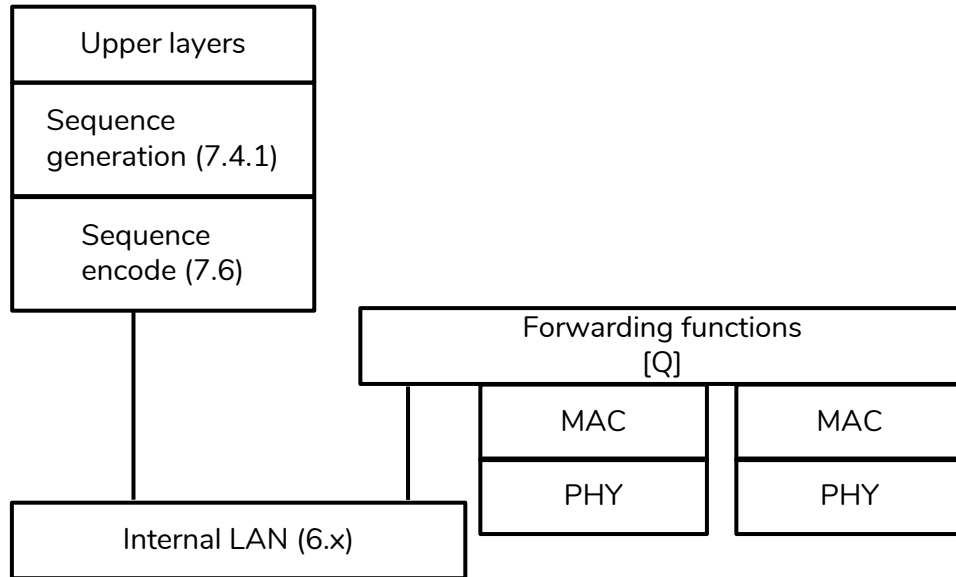 Upper layers
Sequence
generation (7.4.1)
Sequence
encode (7.6)
Forwarding functions
[Q]
MAC
MAC
PHY
PHY
Internal LAN (6.x)